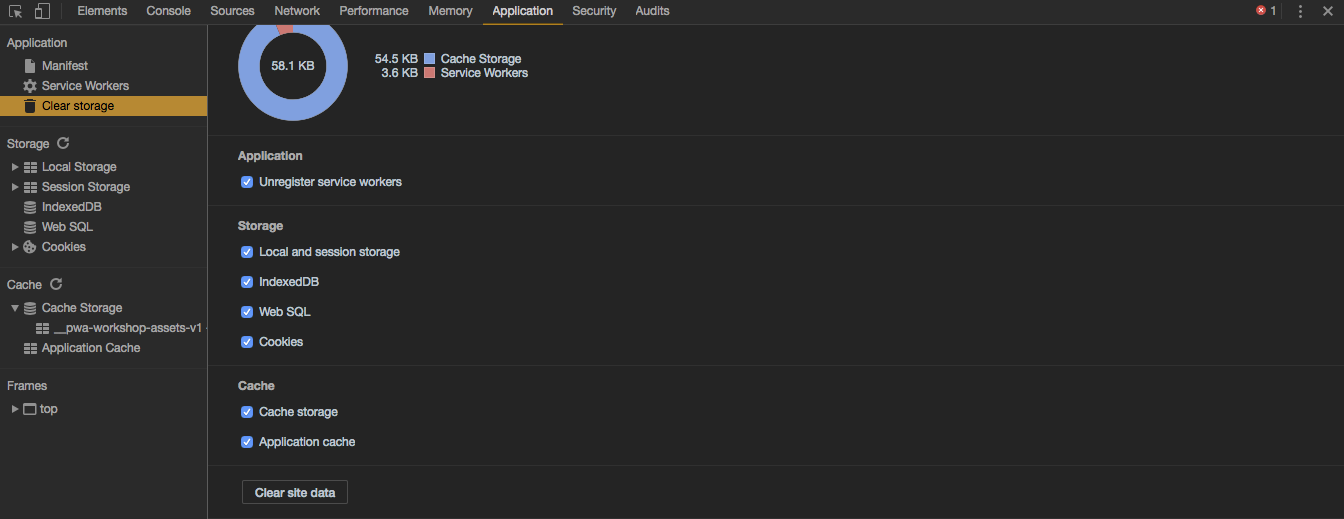 Elements Console Sources Network Performance Memory Application Security Audits 1
Application
Manifest
Service Workers
Clear storage
Storage
Local Storage
Session Storage
IndexedDB
Web SQL
Cookies
Cache
Cache Storage
__pwa-workshop-assets-v1 -
Application Cache
Frames
top
58.1 KB
54.5 KB Cache Storage
3.6 KB Service Workers
Application
Unregister service workers
Storage
Local and session storage
IndexedDB
Web SQL
Cookies
Cache
Cache storage
Application cache
Clear site data